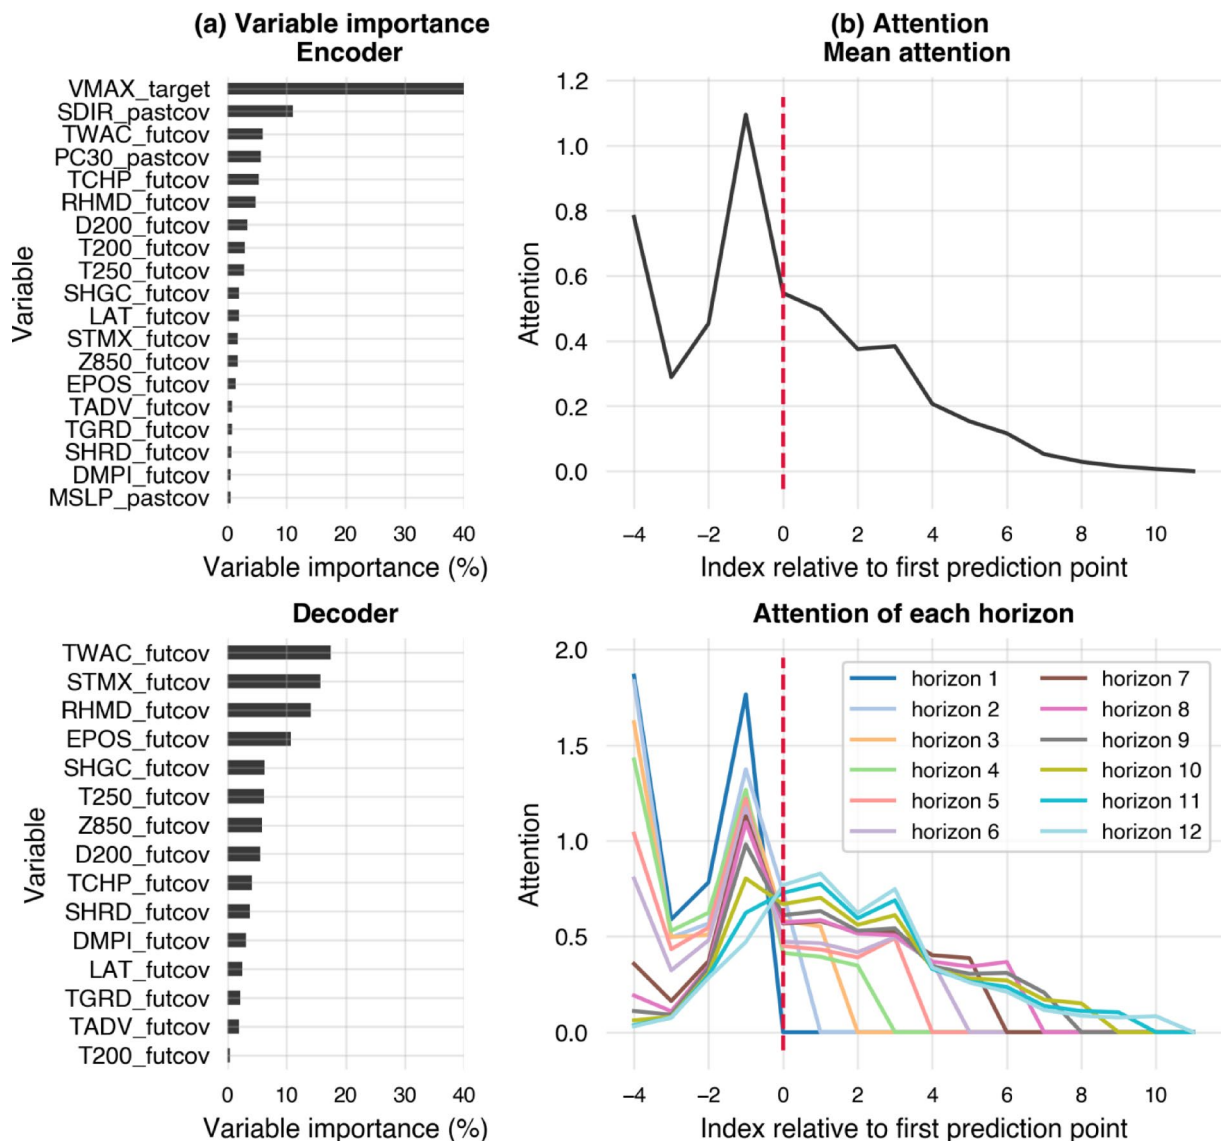 (a) Variable importance
Encoder
VMAX_target
SDIR_pastcov
TWAC_futcov
PC30_pastcov
TCHP_futcov
RHMD_futcov
D200_futcov
T200_futcov
T250_futcov
SHGC_futcov
LAT_futcov
STMX_futcov
Z850_futcov
EPOS_futcov
TADV_futcov
TGRD_futcov
SHRD_futcov
DMPI_futcov
MSLP_pastcov
Variable
0 10 20 30 40
Variable importance (%)
(b) Attention
Mean attention
1.2
1.0
0.8
0.6
0.4
0.2
0.0
Attention
−4 −2 0 2 4 6 8 10
Index relative to first prediction point
Decoder
TWAC_futcov
STMX_futcov
RHMD_futcov
EPOS_futcov
SHGC_futcov
T250_futcov
Z850_futcov
D200_futcov
TCHP_futcov
SHRD_futcov
DMPI_futcov
LAT_futcov
TGRD_futcov
TADV_futcov
T200_futcov
Variable
0 10 20 30 40
Variable importance (%)
Attention of each horizon
2.0
1.5
1.0
0.5
0.0
Attention
horizon 1
horizon 2
horizon 3
horizon 4
horizon 5
horizon 6
horizon 7
horizon 8
horizon 9
horizon 10
horizon 11
horizon 12
−4 −2 0 2 4 6 8 10
Index relative to first prediction point